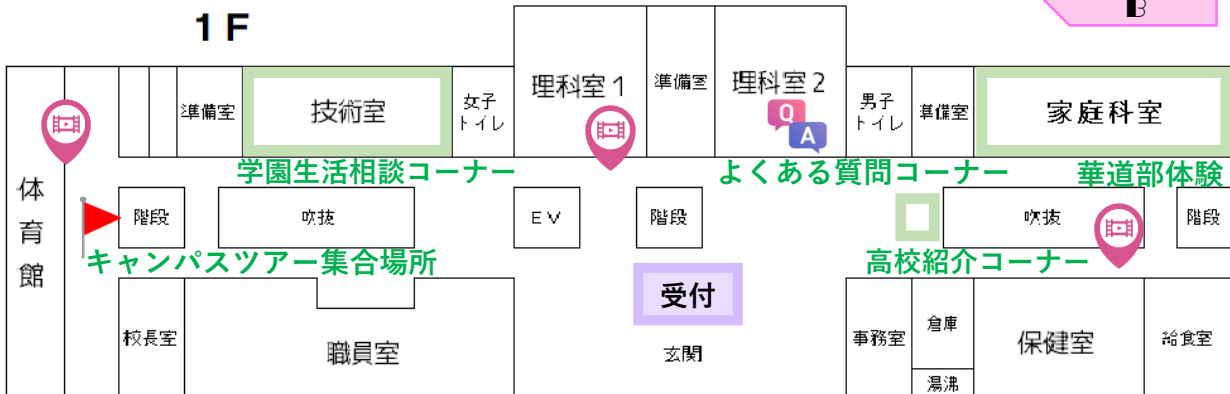 1F
B
準備室
技術室
女子
トイレ
理科室1
準備室
理科室2
Q
A
男子
トイレ
準備室
家庭科室
学園生活相談コーナー
よくある質問コーナー
華道部体験
体育館
階段
吹抜
EV
階段
吹抜
階段
キャンパスツアー集合場所
高校紹介コーナー
受付
校長室
職員室
玄関
事務室
倉庫
湯沸
保健室
給食室